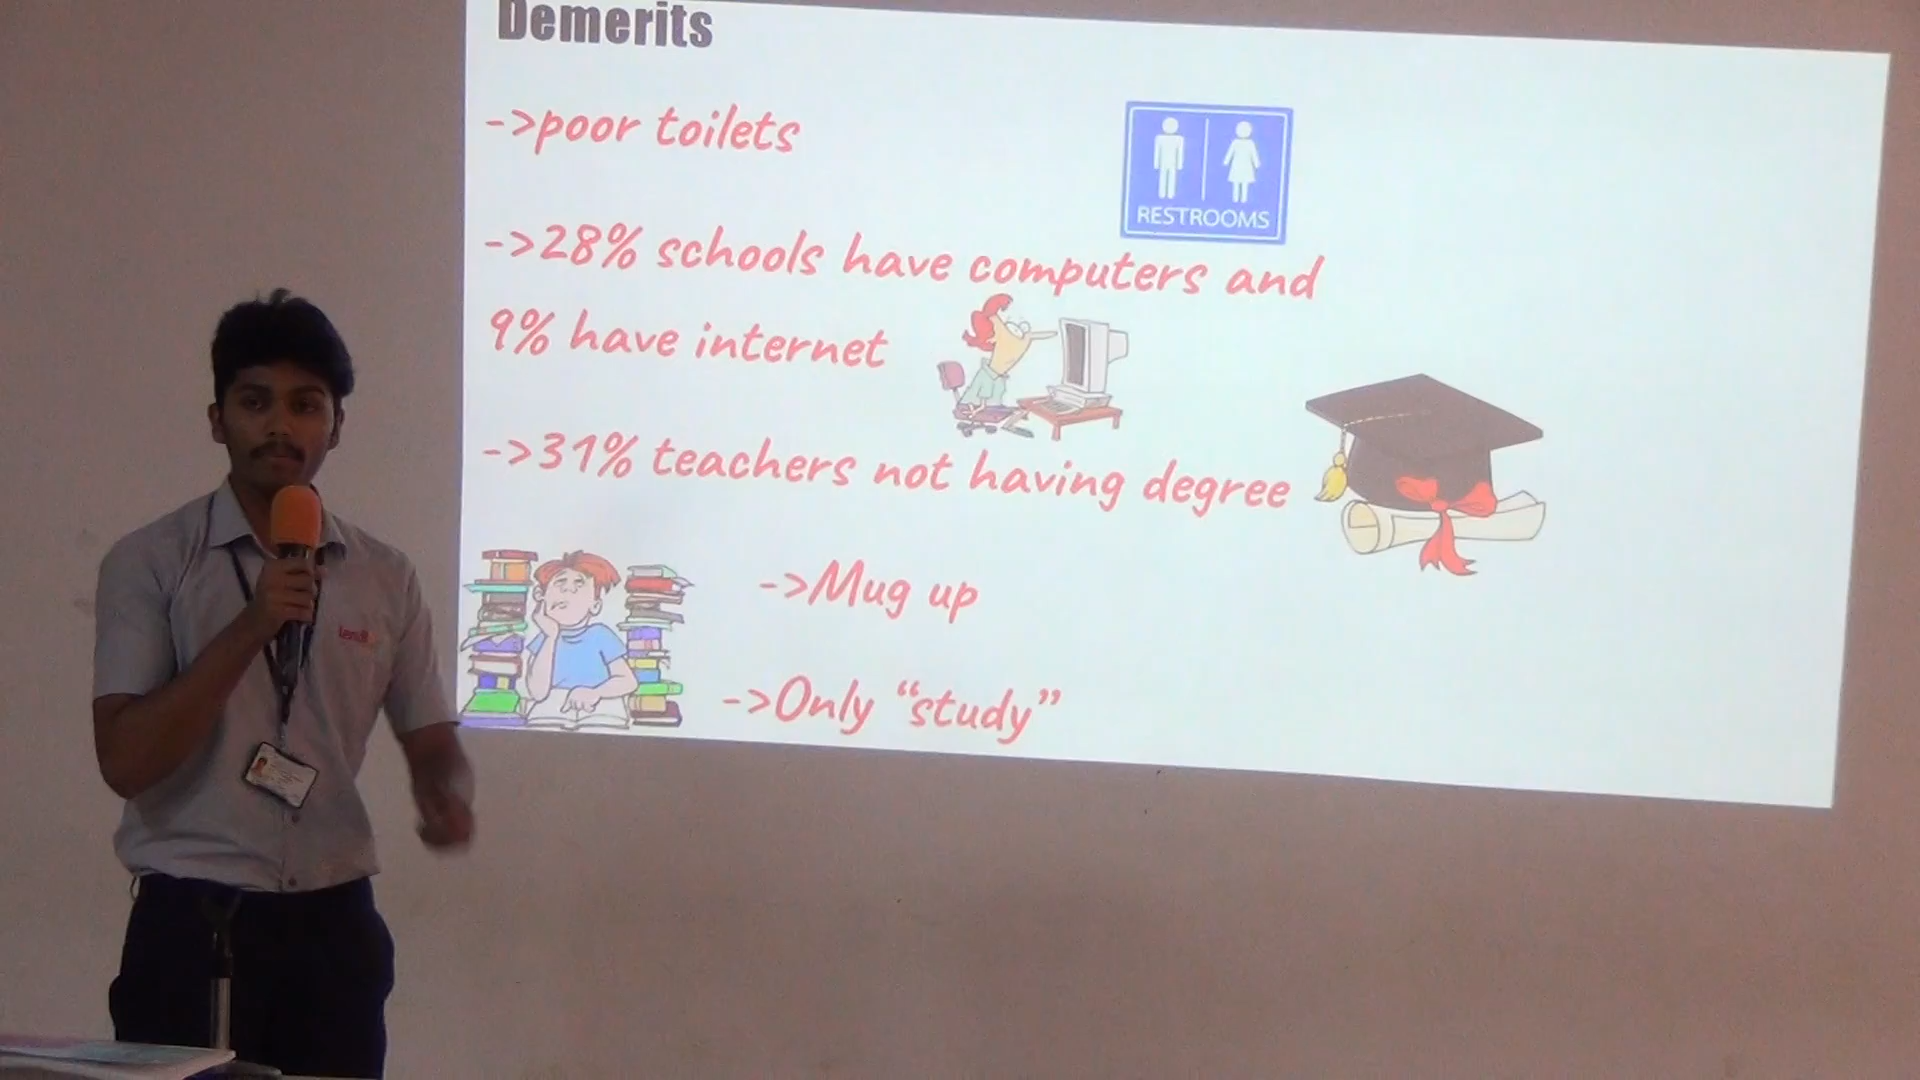 Demerits
->poor toilets
RESTROOMS
->28% schools have computers and
9% have internet
->31% teachers not having degree
->Mug up
->Only “study”